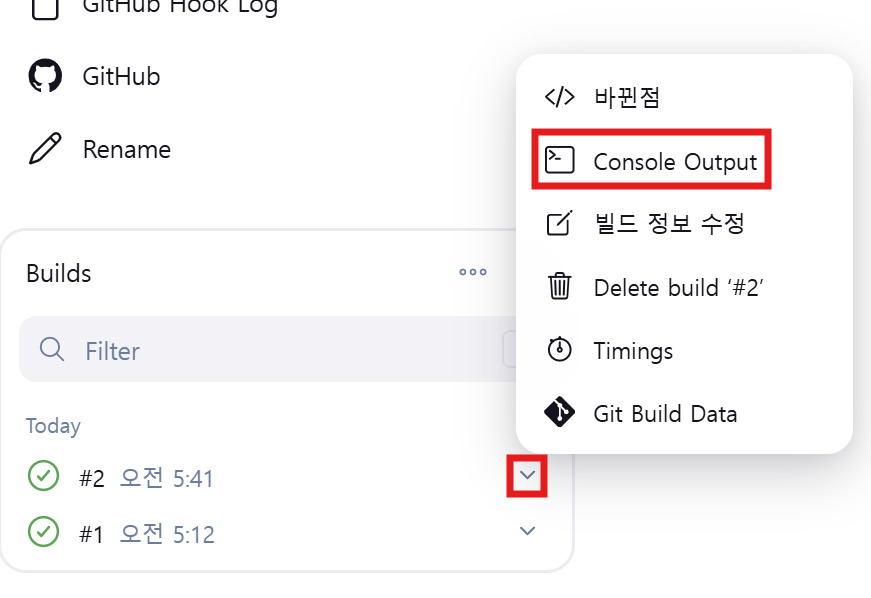 GitHub Hook Log
GitHub
Rename
Builds
Filter
Today
#2 오전 5:41
#1 오전 5:12
바뀐점
Console Output
빌드 정보 수정
Delete build ‘#2’
Timings
Git Build Data